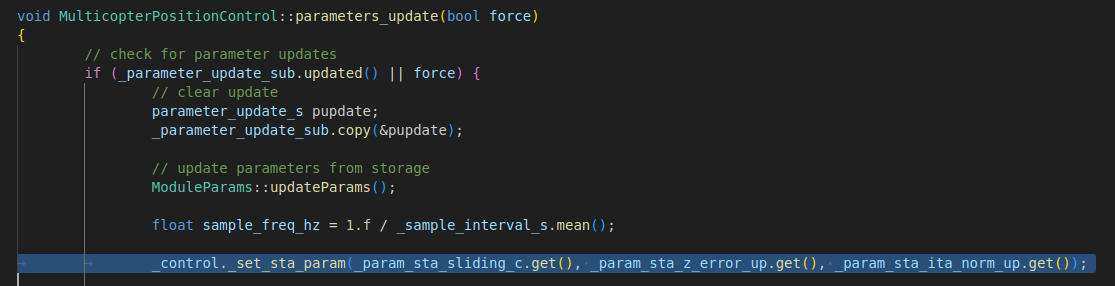 void MulticopterPositionControl::parameters_update(bool force)
{
// check for parameter updates
if (_parameter_update_sub.updated() || force) {
// clear update
parameter_update_s pupdate;
_parameter_update_sub.copy(&pupdate);
// update parameters from storage
ModuleParams::updateParams();
float sample_freq_hz = 1.f / _sample_interval_s.mean();
_control._set_sta_param(_param_sta_sliding_c.get(), _param_sta_z_error_up.get(), _param_sta_ita_norm_up.get());